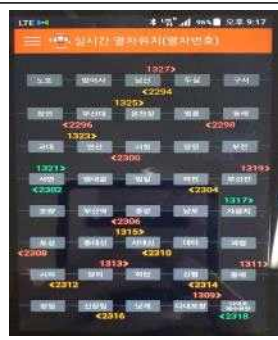 LTE 96% 오후 9:17
실시간 열차위치(열차번호)
1327>
노포 범어사 남산 두실 구서
<2294
1325>
장전 부산대 온천장 명륜 동래
<2296 <2298
1323>
교대 연산 시청 양정 부전
<2300
1321> 1319>
서면 범내골 범일 좌천 부산진
<2302 <2304
1317>
초량 부산역 중앙 남포 자갈치
<2306
1315>
토성 동대신 서대신 대티 괴정
<2308 <2310
1313> 1311>
사하 당리 하단 신평 동매
<2312 <2314
1309>
장림 신장림 낫개 다대포항
<2316 <2318